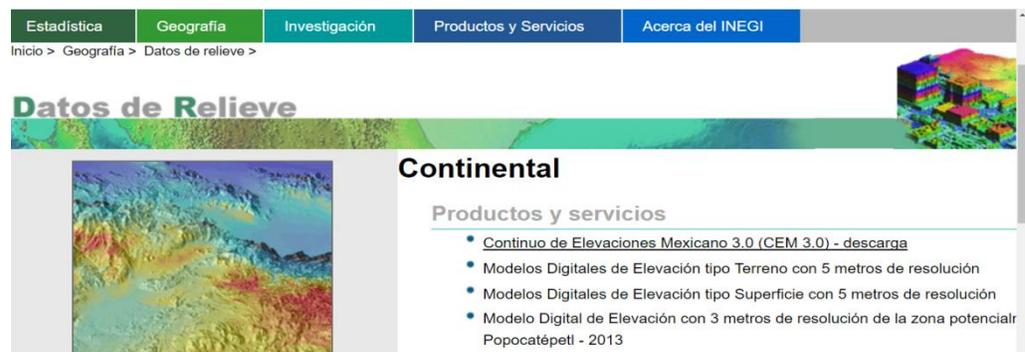 Estadística Geografía Investigación Productos y Servicios Acerca del INEGI
Inicio > Geografía > Datos de relieve >
Datos de Relieve
Continental
Productos y servicios
Continuo de Elevaciones Mexicano 3.0 (CEM 3.0) - descarga
Modelos Digitales de Elevación tipo Terreno con 5 metros de resolución
Modelos Digitales de Elevación tipo Superficie con 5 metros de resolución
Modelo Digital de Elevación con 3 metros de resolución de la zona
Popocatépetl - 2013